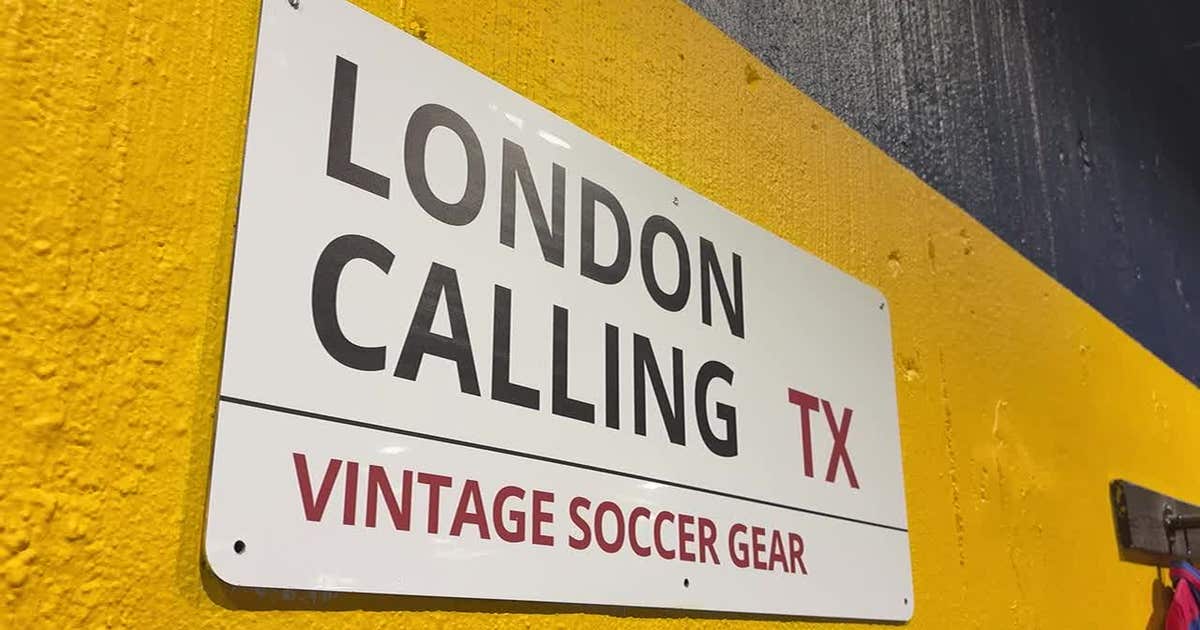 LONDON
CALLING TX
VINTAGE SOCCER GEAR